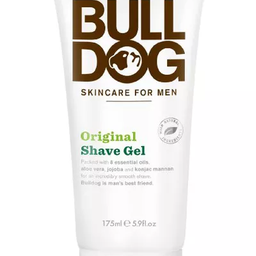 BULL
DOG
SKINCARE FOR MEN
Original
Shave Gel
Packed with 8 essential oils,
aloe vera, jojoba and konjac mannan
for an incredibly smooth shave.
Bulldog is man's best friend.
175ml ℮ 5.9fl.oz